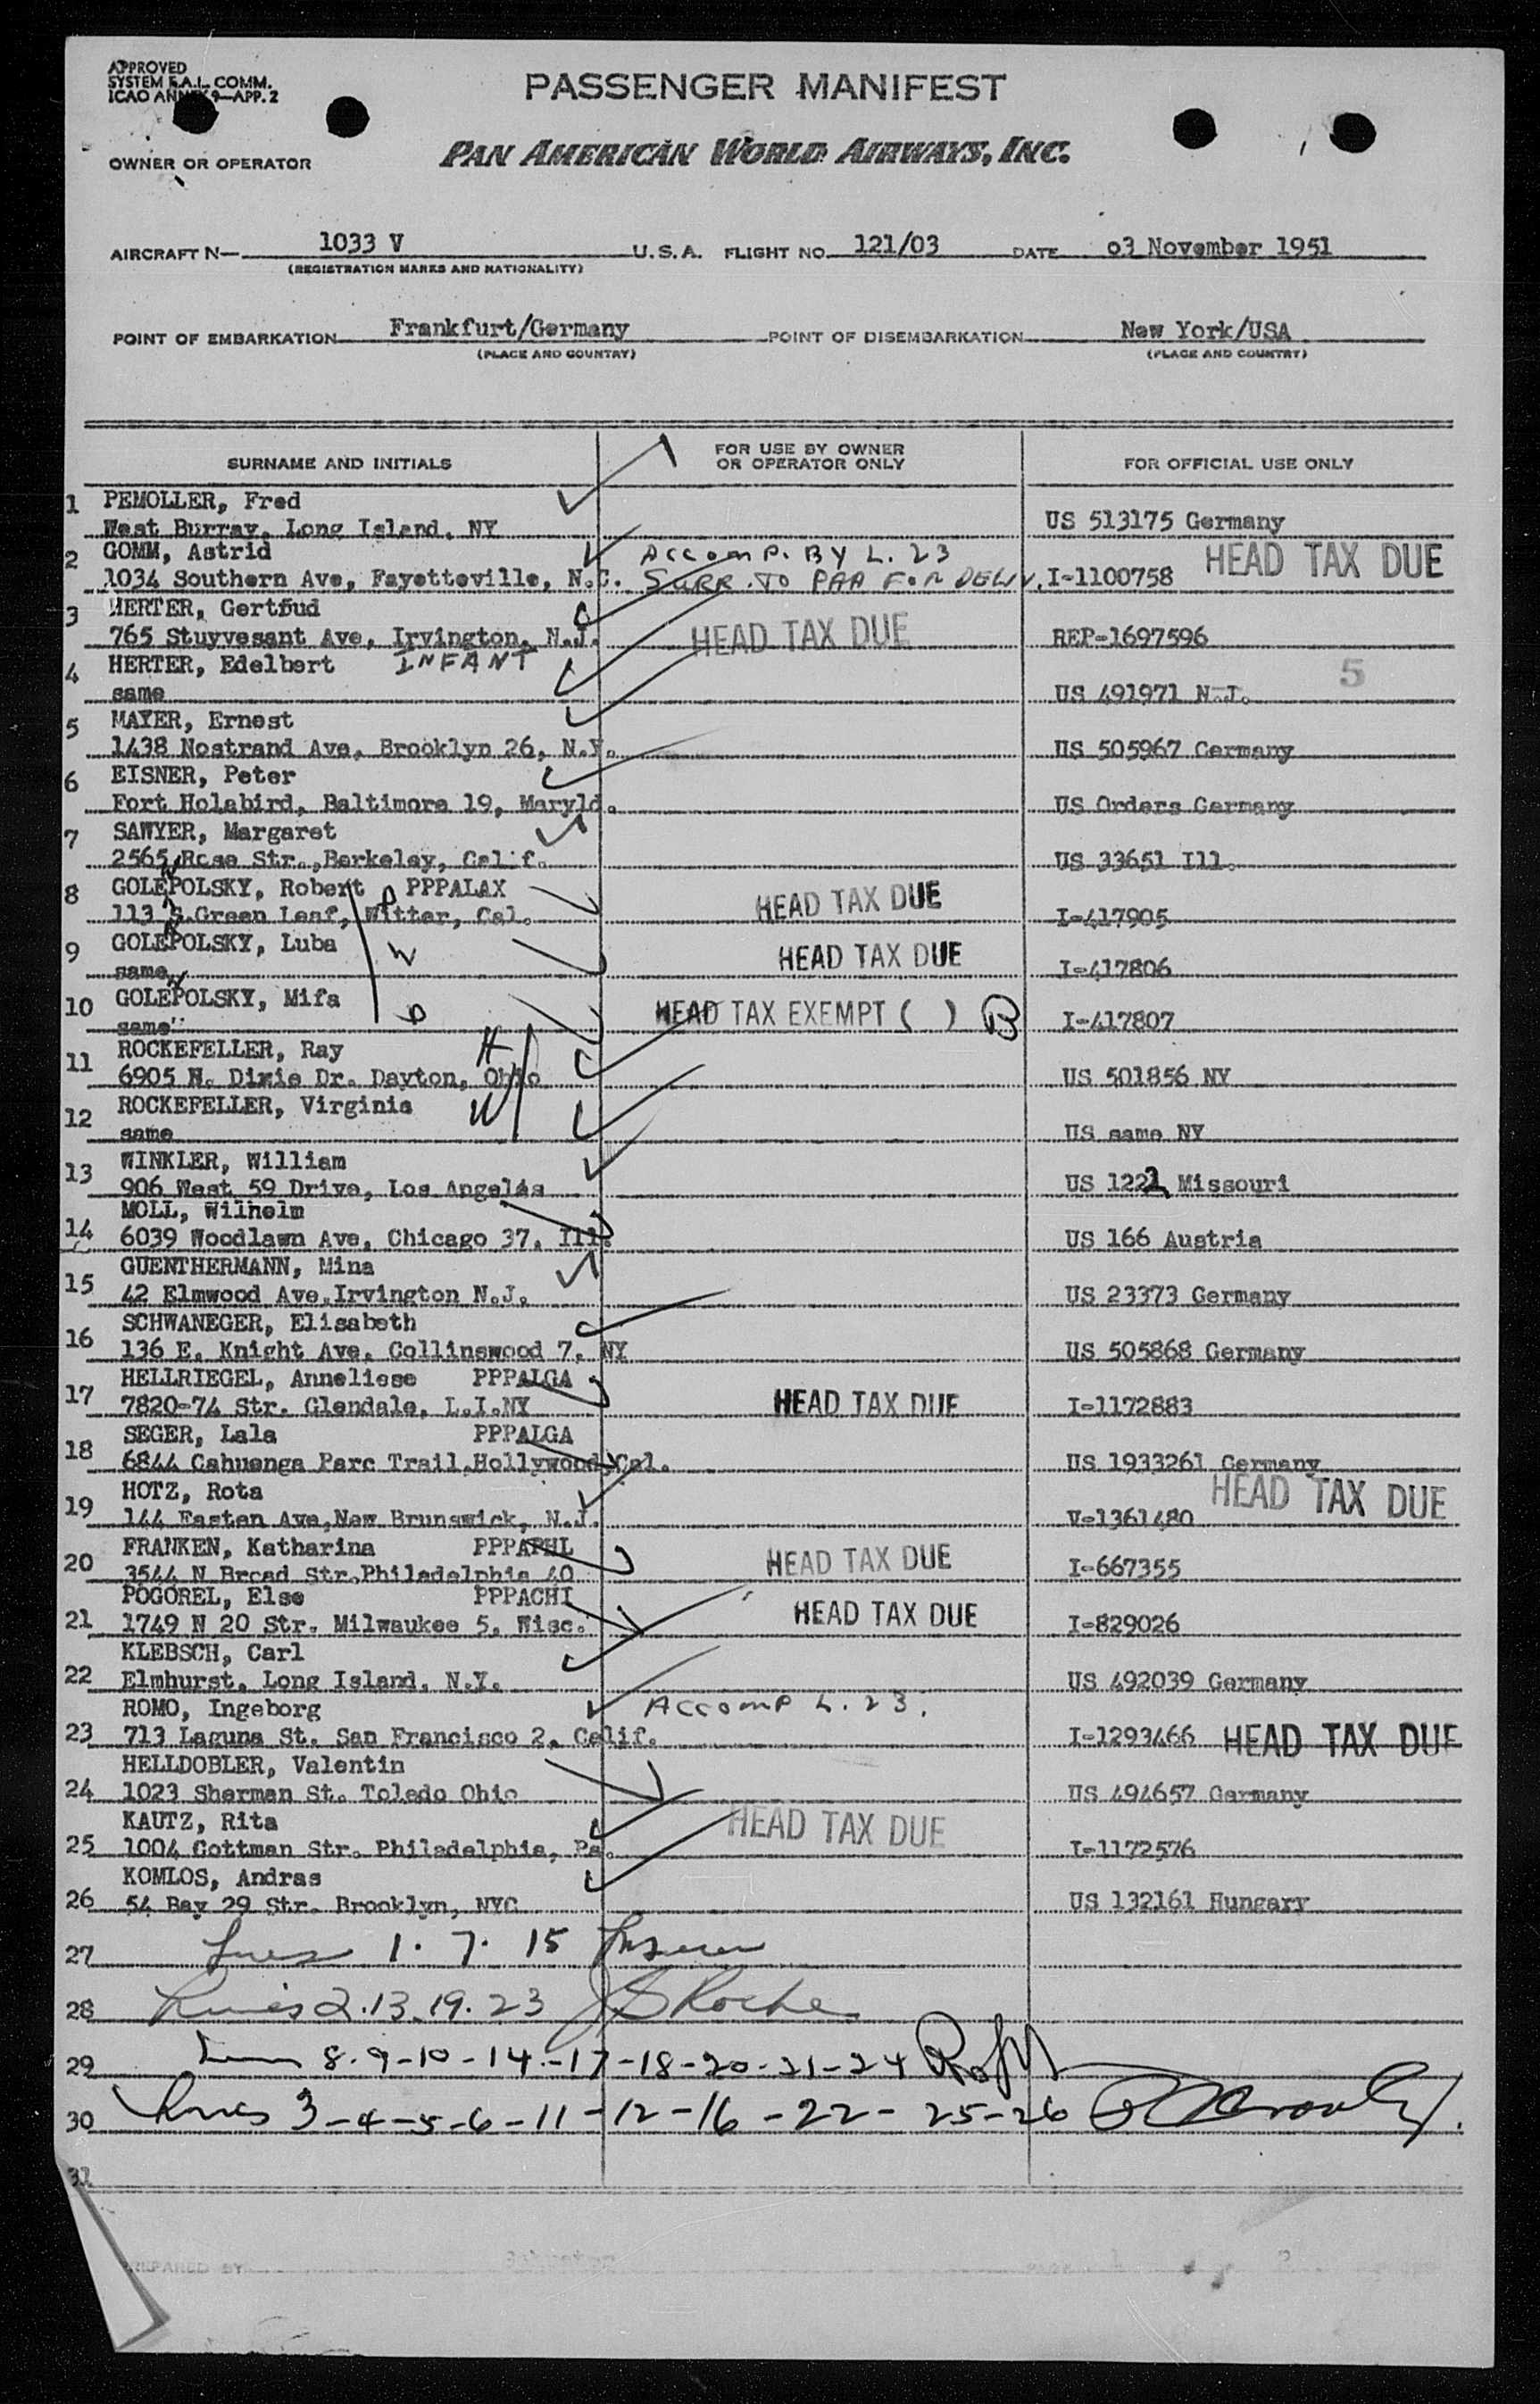 APPROVED
SYSTEM E.A.L. COMM.
ICAO ANNEX 9—APP. 2
PASSENGER MANIFEST
OWNER OR OPERATOR
PAN AMERICAN WORLD AIRWAYS, INC.
AIRCRAFT N— 1033 V U.S.A. FLIGHT NO. 121/03 DATE 03 November 1951
(REGISTRATION MARKS AND NATIONALITY)
POINT OF EMBARKATION Frankfurt/Germany POINT OF DISEMBARKATION New York/USA
(PLACE AND COUNTRY) (PLACE AND COUNTRY)
SURNAME AND INITIALS FOR USE BY OWNER OR OPERATOR ONLY FOR OFFICIAL USE ONLY
1 PEMOLLER, Fred
West Burray, Long Island, NY US 513175 Germany
2 GOMM, Astrid ACCOMP. BY L. 23 HEAD TAX DUE
1034 Southern Ave, Fayetteville, N.C. SURR. TO PAA FOR DELIV. I-1100758
3 HERTER, Gertrud
765 Stuyvesant Ave, Irvington, N.J. HEAD TAX DUE REP-1697596
4 HERTER, Edelbert INFANT 5
same US 491971 N.J.
5 MAYER, Ernest
1438 Nostrand Ave, Brooklyn 26, N.Y. US 505967 Germany
6 EISNER, Peter
Fort Holabird, Baltimore 19, Maryld. US Orders Germany
7 SAWYER, Margaret
2565 Rose Str., Berkeley, Calif. US 33651 Ill.
8 GOLEPOLSKY, Robert PPPALAX HEAD TAX DUE
113 S.Green Leaf, Witter, Cal. I-417905
9 GOLEPOLSKY, Luba W HEAD TAX DUE
same I-417806
10 GOLEPOLSKY, Mifa D HEAD TAX EXEMPT ( ) B
same I-417807
11 ROCKEFELLER, Ray H
6905 N. Dixie Dr. Dayton, Ohio US 501856 NY
12 ROCKEFELLER, Virginia W
same US same NY
13 WINKLER, William
906 West 59 Drive, Los Angelas US 1222 Missouri
MOLL, Wilhelm
14 6039 Woodlawn Ave, Chicago 37, Ill. US 166 Austria
GUENTHERMANN, Mina
15 42 Elmwood Ave,Irvington N.J. US 23373 Germany
SCHWANEGER, Elisabeth
16 136 E. Knight Ave, Collinswood 7, NY US 505868 Germany
HELLRIEGEL, Anneliese PPPALGA
17 7820-74 Str. Glendale, L.I.NY HEAD TAX DUE I-1172883
SEGER, Lala PPPALGA
18 6844 Cahuenga Parc Trail,Hollywood,Cal. US 1933261 Germany
HOTZ, Rota HEAD TAX DUE
19 144 Easten Ave,New Brunswick, N.J. V-1361480
FRANKEN, Katharina PPPAPHL HEAD TAX DUE
20 3544 N Broad Str.Philadelphia 40 I-667355
POGOREL, Else PPPACHI HEAD TAX DUE
21 1749 N 20 Str. Milwaukee 5, Wisc. I-829026
KLEBSCH, Carl
22 Elmhurst, Long Island, N.Y. US 492039 Germany
ROMO, Ingeborg ACCOMP L. 23.
23 713 Laguna St. San Francisco 2, Calif. I-1293466 HEAD TAX DUE
HELLDOBLER, Valentin
24 1023 Sherman St. Toledo Ohio US 494657 Germany
KAUTZ, Rita HEAD TAX DUE
25 1004 Cottman Str. Philadelphia, Pa. I-1172576
KOMLOS, Andras
26 54 Bay 29 Str. Brooklyn, NYC US 132161 Hungary
27 Lines 1. 7. 15
28 Lines 2.13.19.23 J S Roche
29 Lines 8-9-10-14-17-18-20-21-24
30 Lines 3-4-5-6-11-12-16-22-25-26
31
PREPARED BY PAGE